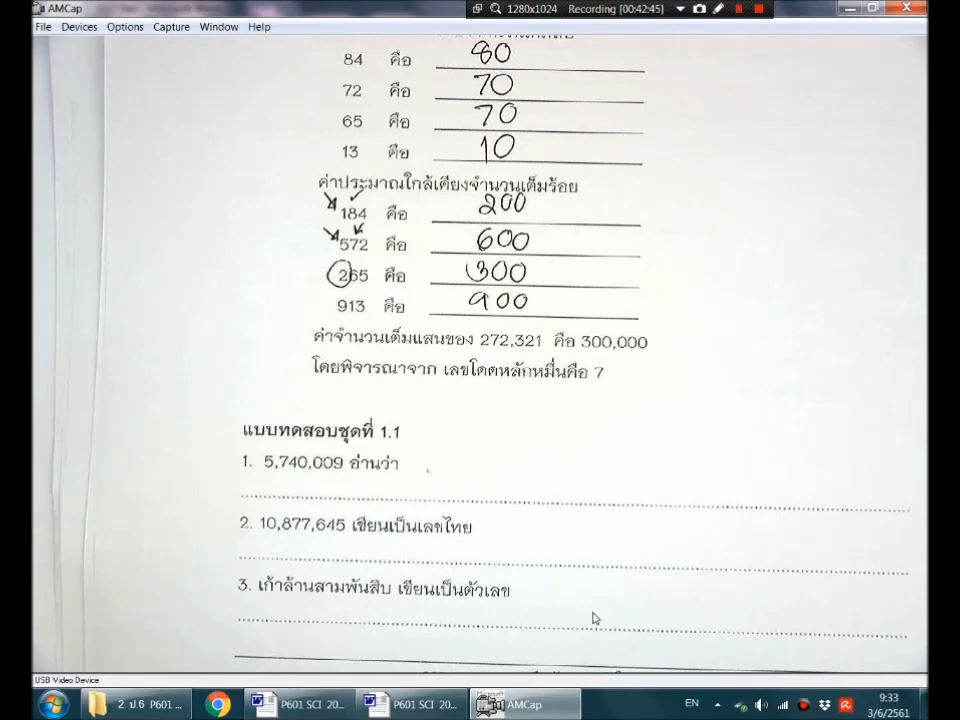 AMCap
1280x1024 Recording [00:42:45]
File Devices Options Capture Window Help
84 คือ 80
72 คือ 70
65 คือ 70
13 คือ 10
ค่าประมาณใกล้เคียงจำนวนเต็มร้อย
184 คือ 200
572 คือ 600
265 คือ 300
913 คือ 900
ค่าจำนวนเต็มแสนของ 272,321 คือ 300,000
โดยพิจารณาจาก เลขโดดหลักหมื่นคือ 7
แบบทดสอบชุดที่ 1.1
1. 5,740,009 อ่านว่า
2. 10,877,645 เขียนเป็นเลขไทย
3. เก้าล้านสามพันสิบ เขียนเป็นตัวเลข
USB Video Device
2. ป.6 P601 ... P601 SCI 20... P601 SCI 20... AMCap EN 9:33
3/6/2561